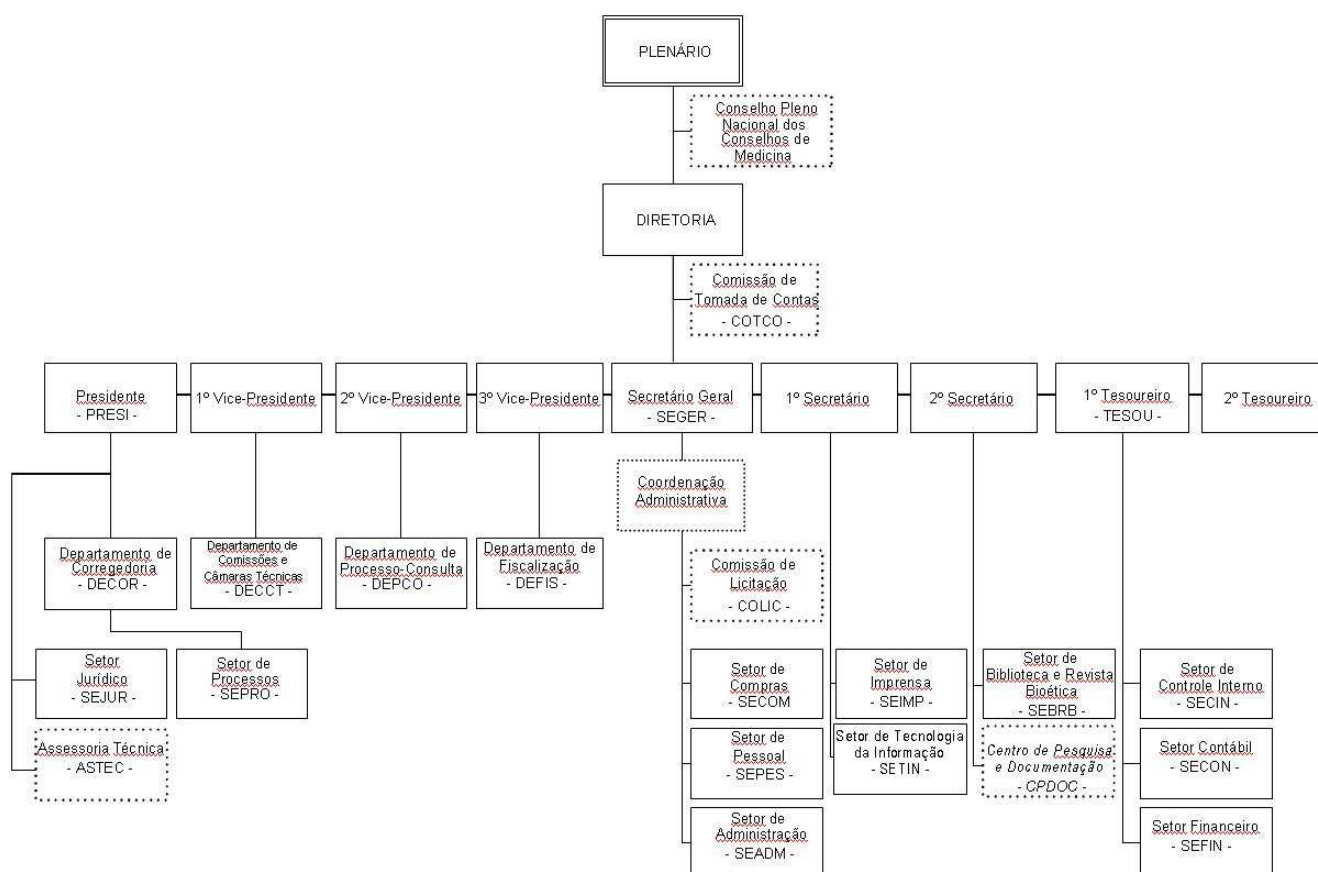 PLENÁRIO
Conselho Pleno
Nacional dos
Conselhos de
Medicina
DIRETORIA
Comissão de
Tomada de Contas
- COTCO -
Presidente
- PRESI -
1º Vice-Presidente
2º Vice-Presidente
3º Vice-Presidente
Secretário Geral
- SEGER -
1º Secretário
2º Secretário
1º Tesoureiro
- TESOU -
2º Tesoureiro
Coordenação
Administrativa
Departamento de
Corregedoria
- DECOR -
Departamento de
Comissões e
Câmaras Técnicas
- DECCT -
Departamento de
Processo-Consulta
- DEPCO -
Departamento de
Fiscalização
- DEFIS -
Comissão de
Licitação
- COLIC -
Setor
Jurídico
- SEJUR -
Setor de
Processos
- SEPRO -
Setor de
Compras
- SECOM
Setor de
Imprensa
- SEIMP -
Setor de
Biblioteca e Revista
Bioética
- SEBRB -
Setor de
Controle Interno
- SECIN -
Assessoria Técnica
- ASTEC -
Setor de
Pessoal
- SEPES -
Setor de Tecnologia
da Informação
- SETIN -
Centro de Pesquisa
e Documentação
- CPDOC -
Setor Contábil
- SECON -
Setor de
Administração
- SEADM -
Setor Financeiro
- SEFIN -